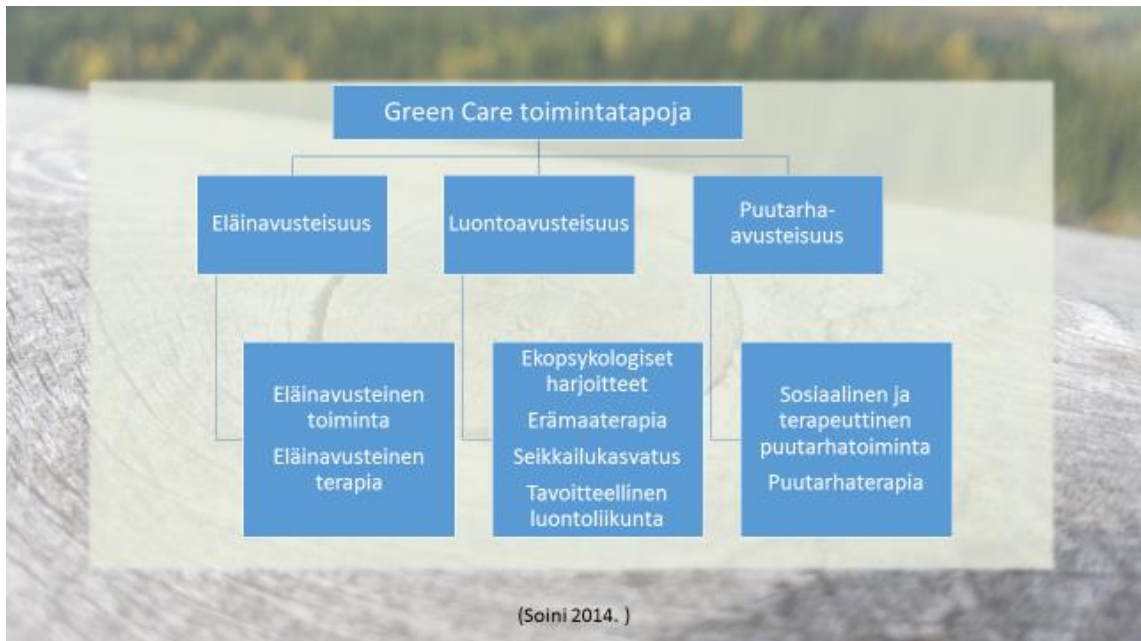 Green Care toimintatapoja
Eläinavusteisuus
Luontoavusteisuus
Puutarha-
avusteisuus
Eläinavusteinen
toiminta
Eläinavusteinen
terapia
Ekopsykologiset
harjoitteet
Erämaaterapia
Seikkailukasvatus
Tavoitteellinen
luontoliikunta
Sosiaalinen ja
terapeuttinen
puutarhatoiminta
Puutarhaterapia
(Soini 2014. )